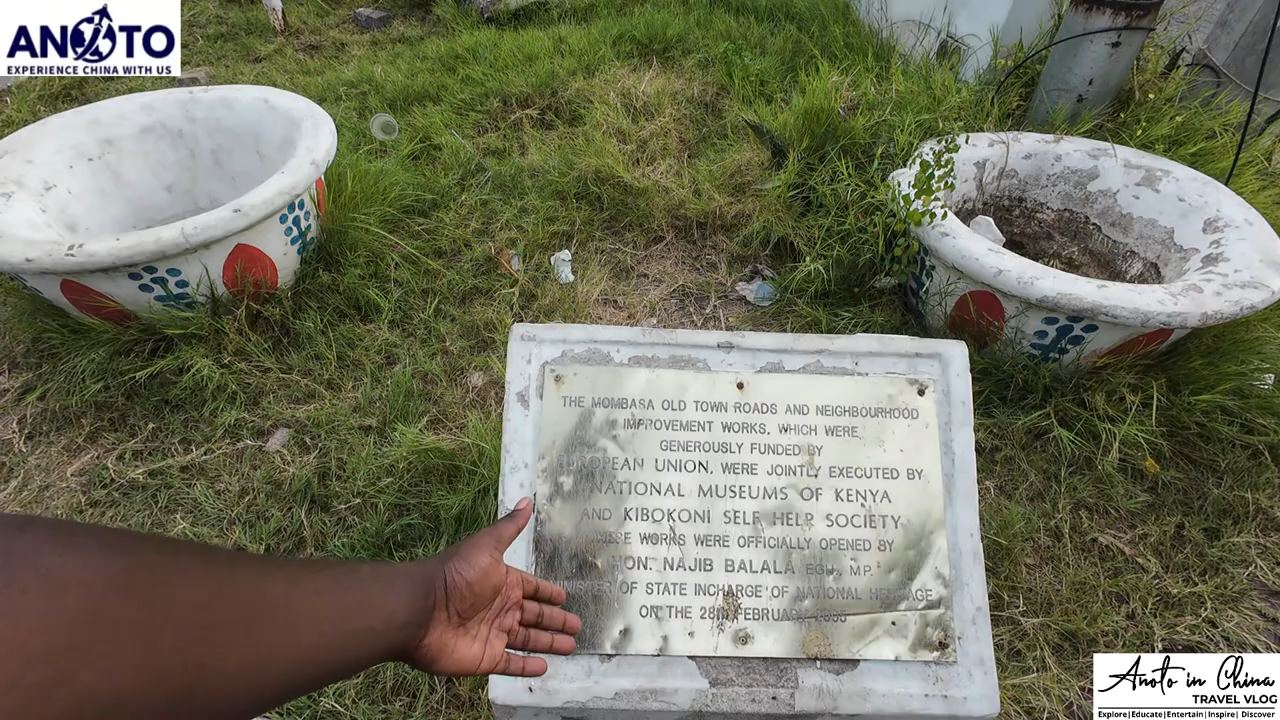 ANOTO
EXPERIENCE CHINA WITH US
THE MOMBASA OLD TOWN ROADS AND NEIGHBOURHOOD
IMPROVEMENT WORKS, WHICH WERE
GENEROUSLY FUNDED BY
EUROPEAN UNION, WERE JOINTLY EXECUTED BY
NATIONAL MUSEUMS OF KENYA
AND KIBOKONI SELF HELP SOCIETY
THESE WORKS WERE OFFICIALLY OPENED BY
HON. NAJIB BALALA EGH., MP.
MINISTER OF STATE INCHARGE OF NATIONAL HERITAGE
ON THE 28th FEBRUARY
Anoto in China
TRAVEL VLOG
Explore|Educate|Entertain|Inspire| Discover